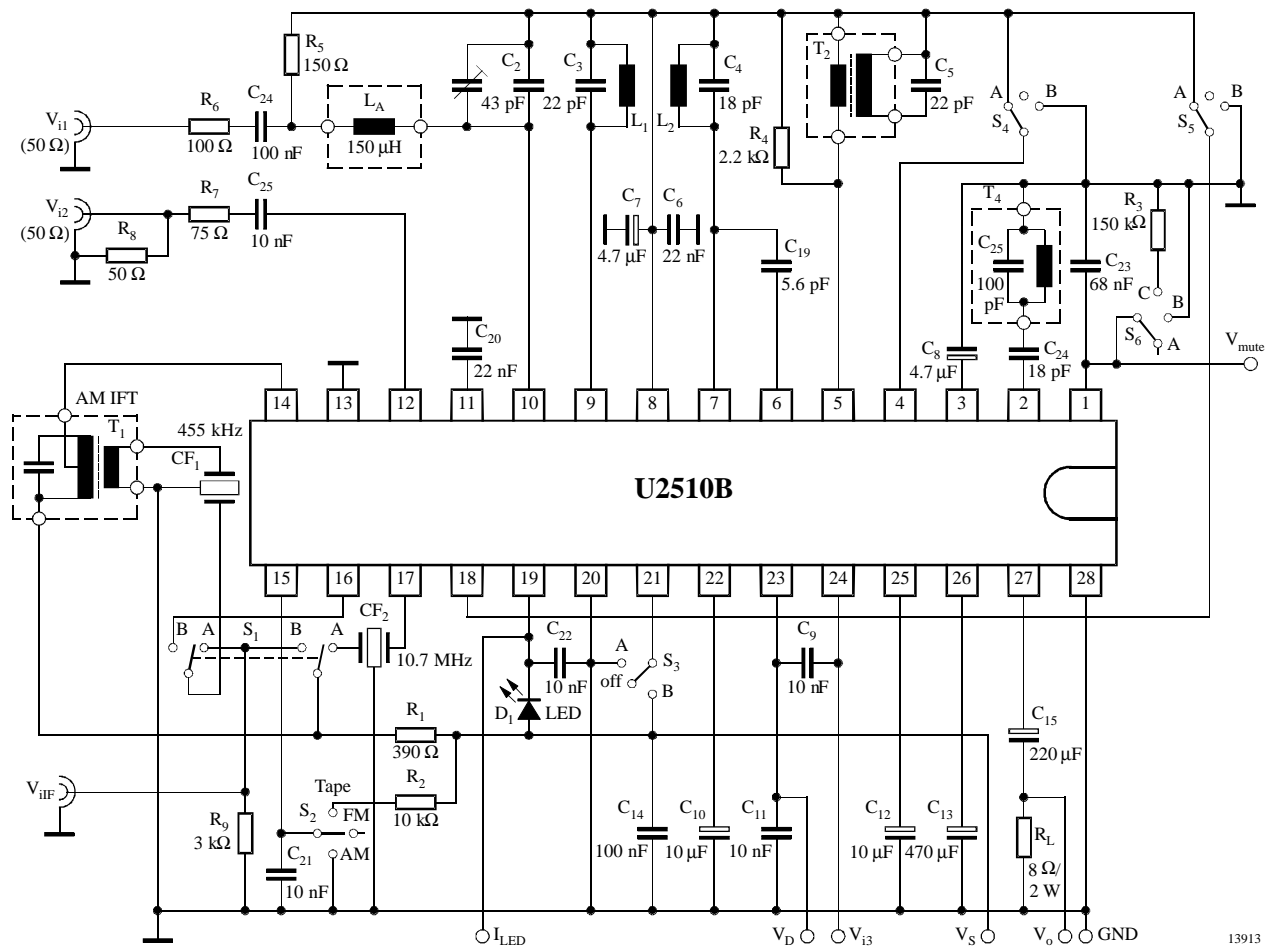 R5
150 Ω
Vi1
(50 Ω)
R6
100 Ω
C24
100 nF
LA
150 μH
C2
43 pF
C3
22 pF
L1
L2
C4
18 pF
T2
C5
22 pF
R4
2.2 kΩ
A
B
S4
A
B
S5
Vi2
(50 Ω)
R7
75 Ω
C25
10 nF
R8
50 Ω
C7
4.7 μF
C6
22 nF
C19
5.6 pF
T4
C25
100
pF
R3
150 kΩ
C23
68 nF
C
B
S6
A
C20
22 nF
C8
4.7 μF
C24
18 pF
Vmute
AM IFT
T1
455 kHz
CF1
14
13
12
11
10
9
8
7
6
5
4
3
2
1
U2510B
15
16
17
18
19
20
21
22
23
24
25
26
27
28
B
A
S1
B
A
CF2
10.7 MHz
C22
10 nF
A
off
S3
B
C9
10 nF
D1
LED
R1
390 Ω
C15
220 μF
ViIF
R9
3 kΩ
Tape
S2
FM
AM
R2
10 kΩ
C21
10 nF
C14
100 nF
C10
10 μF
C11
10 nF
C12
10 μF
C13
470 μF
RL
8 Ω/
2 W
ILED
VD
Vi3
VS
Vo
GND
13913